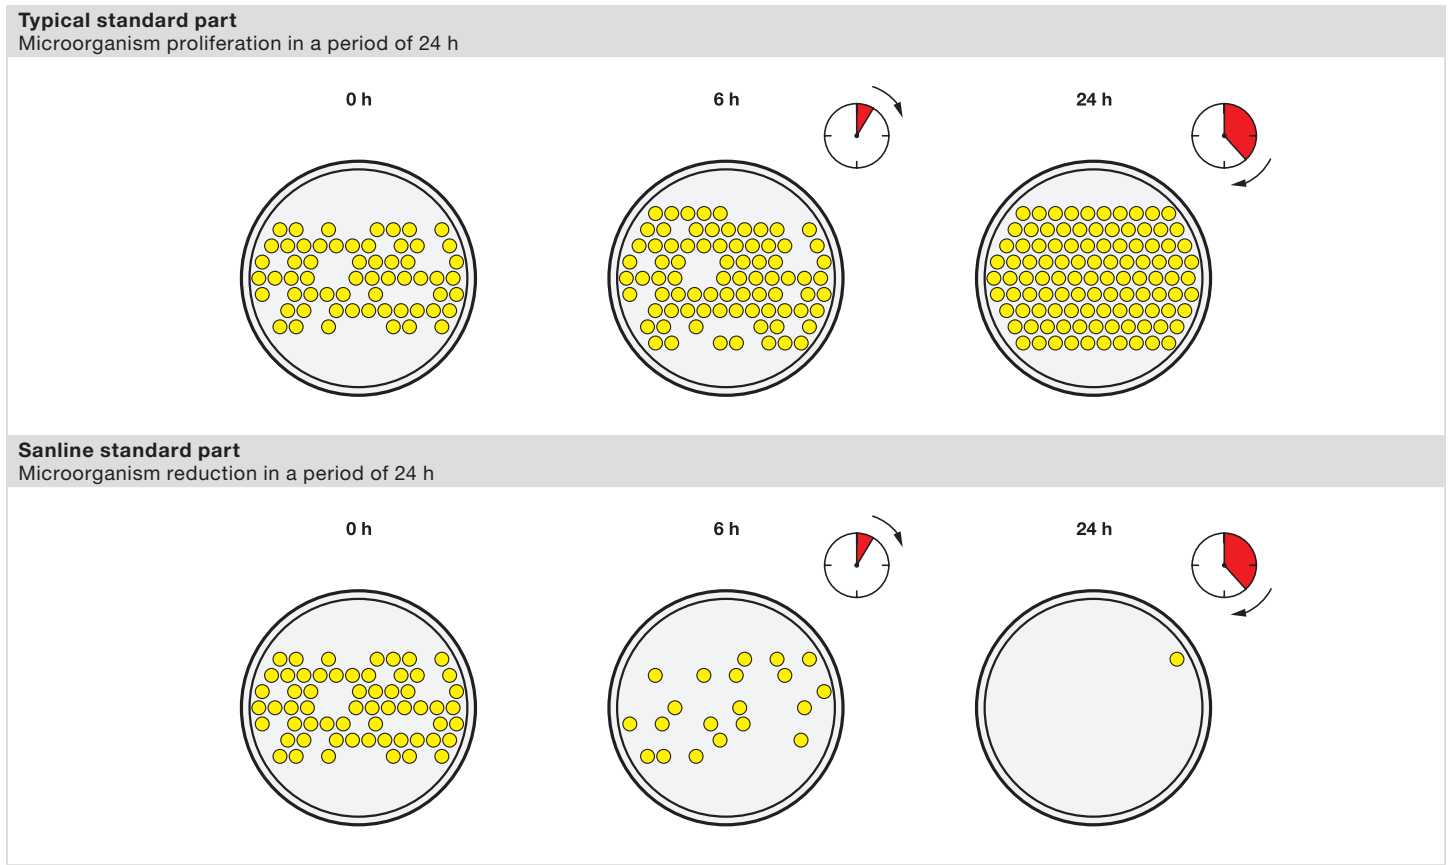 Typical standard part
Microorganism proliferation in a period of 24 h
0 h
6 h
24 h
Sanline standard part
Microorganism reduction in a period of 24 h
0 h
6 h
24 h